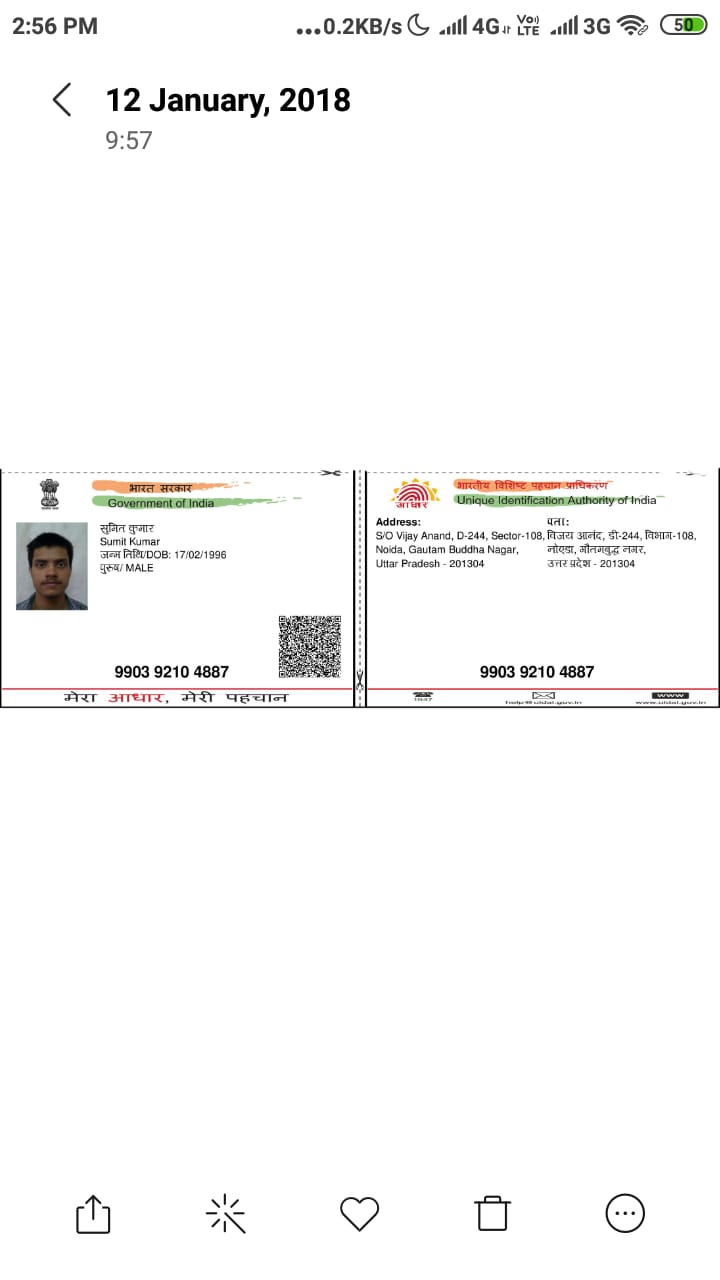 2:56 PM
...0.2KB/s 4G VoLTE 3G 50
12 January, 2018
9:57
भारत सरकार
Government of India
सुमित कुमार
Sumit Kumar
जन्म तिथि/DOB: 17/02/1996
पुरुष/ MALE
9903 9210 4887
मेरा आधार, मेरी पहचान
आधार
भारतीय विशिष्ट पहचान प्राधिकरण
Unique Identification Authority of India
Address:
S/O Vijay Anand, D-244, Sector-108,
Noida, Gautam Buddha Nagar,
Uttar Pradesh - 201304
पता:
विजय आनंद, डी-244, विभाग-108,
नोएडा, गौतमबुद्ध नगर,
उत्तर प्रदेश - 201304
9903 9210 4887
1947
help@uidai.gov.in
WWW
www.uidai.gov.in